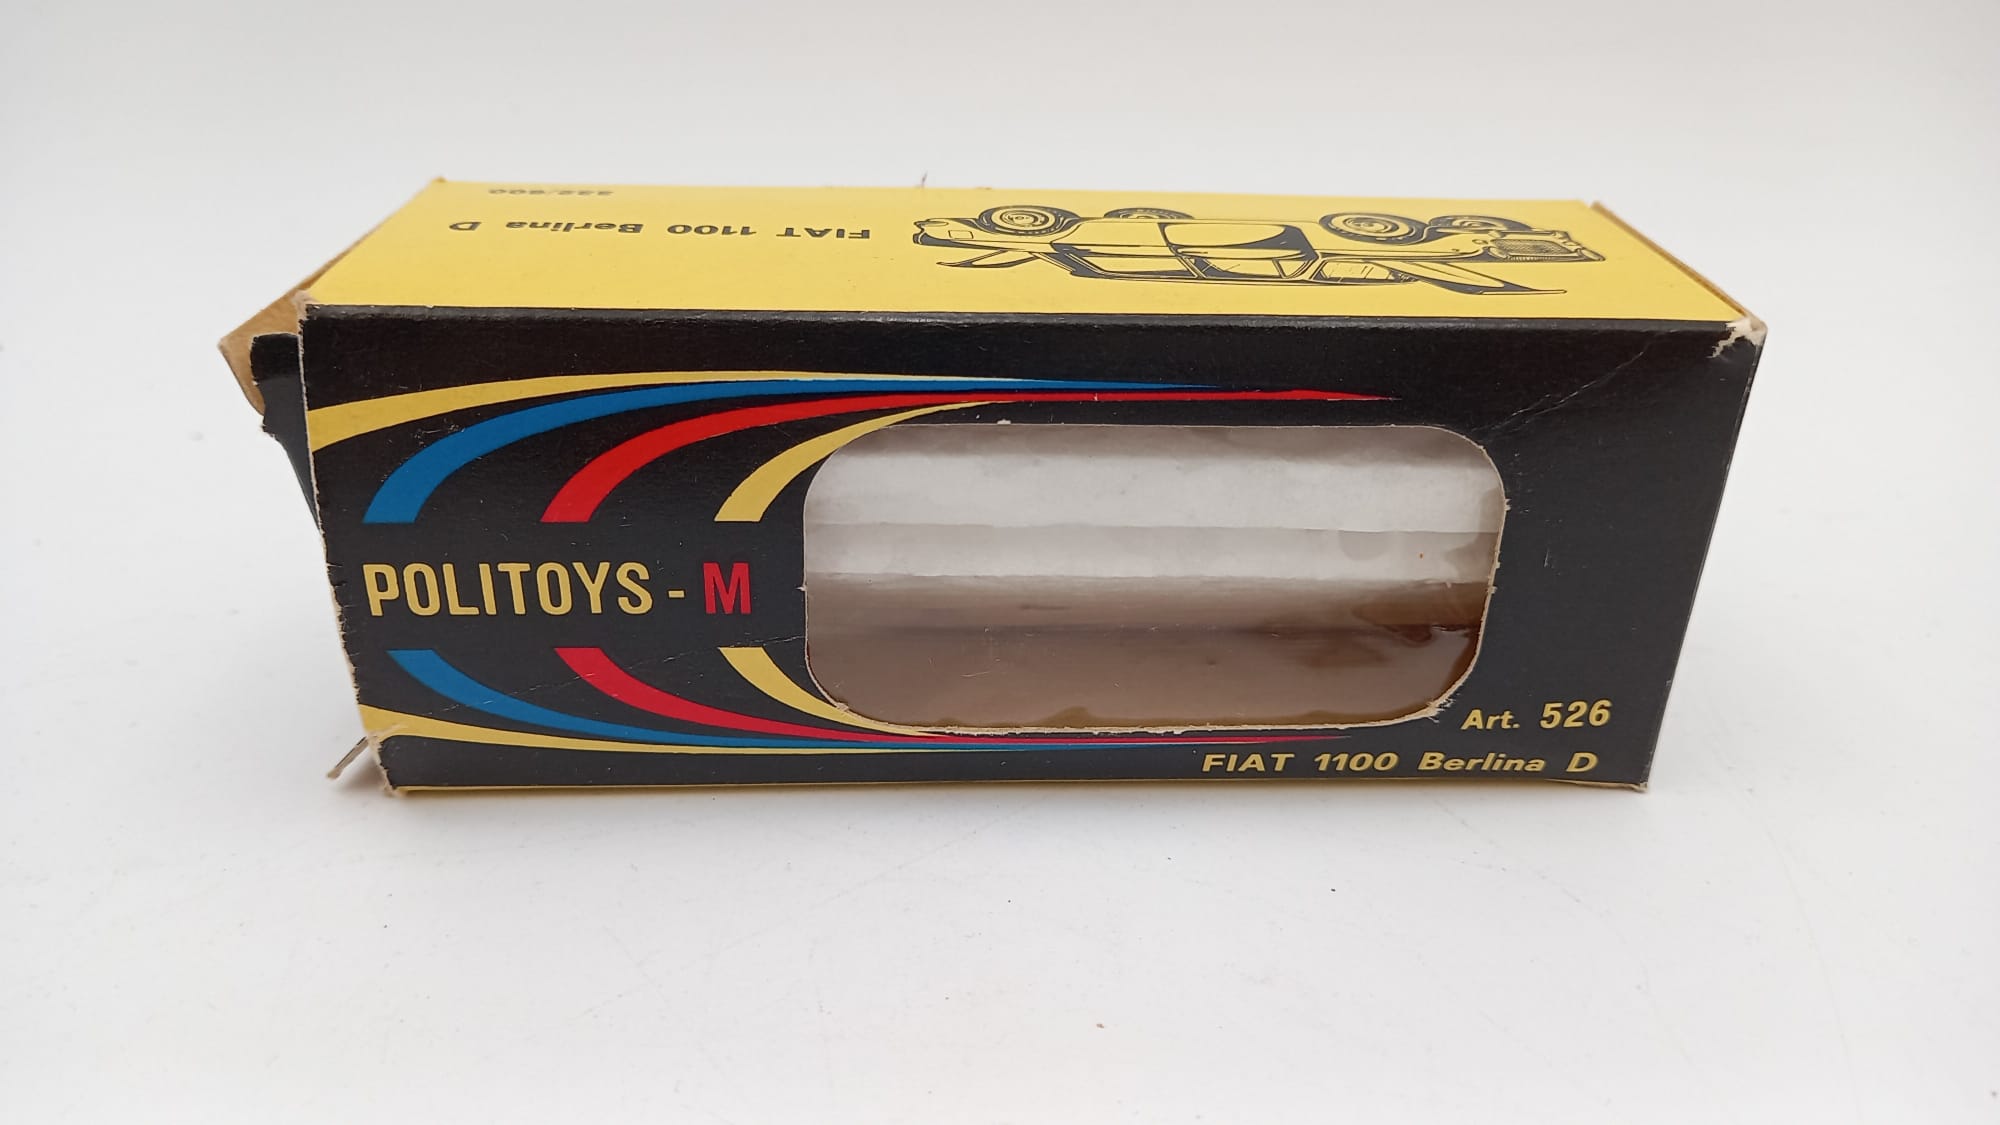 FIAT 1100 Berlina D
POLITOYS - M
Art. 526
FIAT 1100 Berlina D